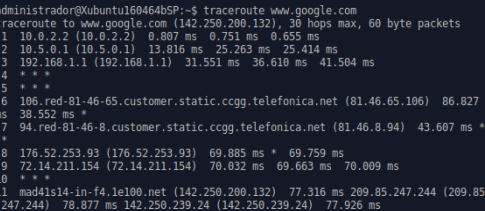 administrador@Xubuntu160464bSP:~$ traceroute www.google.com
traceroute to www.google.com (142.250.200.132), 30 hops max, 60 byte packets
1 10.0.2.2 (10.0.2.2) 0.807 ms 0.751 ms 0.655 ms
2 10.5.0.1 (10.5.0.1) 13.816 ms 25.263 ms 25.414 ms
3 192.168.1.1 (192.168.1.1) 31.551 ms 36.610 ms 41.504 ms
4 * * *
5 * * *
6 106.red-81-46-65.customer.static.ccgg.telefonica.net (81.46.65.106) 86.827
ms 38.552 ms *
7 94.red-81-46-8.customer.static.ccgg.telefonica.net (81.46.8.94) 43.607 ms *
*
8 176.52.253.93 (176.52.253.93) 69.885 ms * 69.759 ms
9 72.14.211.154 (72.14.211.154) 70.032 ms 69.663 ms 70.009 ms
10 * * *
11 mad41s14-in-f4.1e100.net (142.250.200.132) 77.316 ms 209.85.247.244 (209.85
.247.244) 78.877 ms 142.250.239.24 (142.250.239.24) 77.926 ms